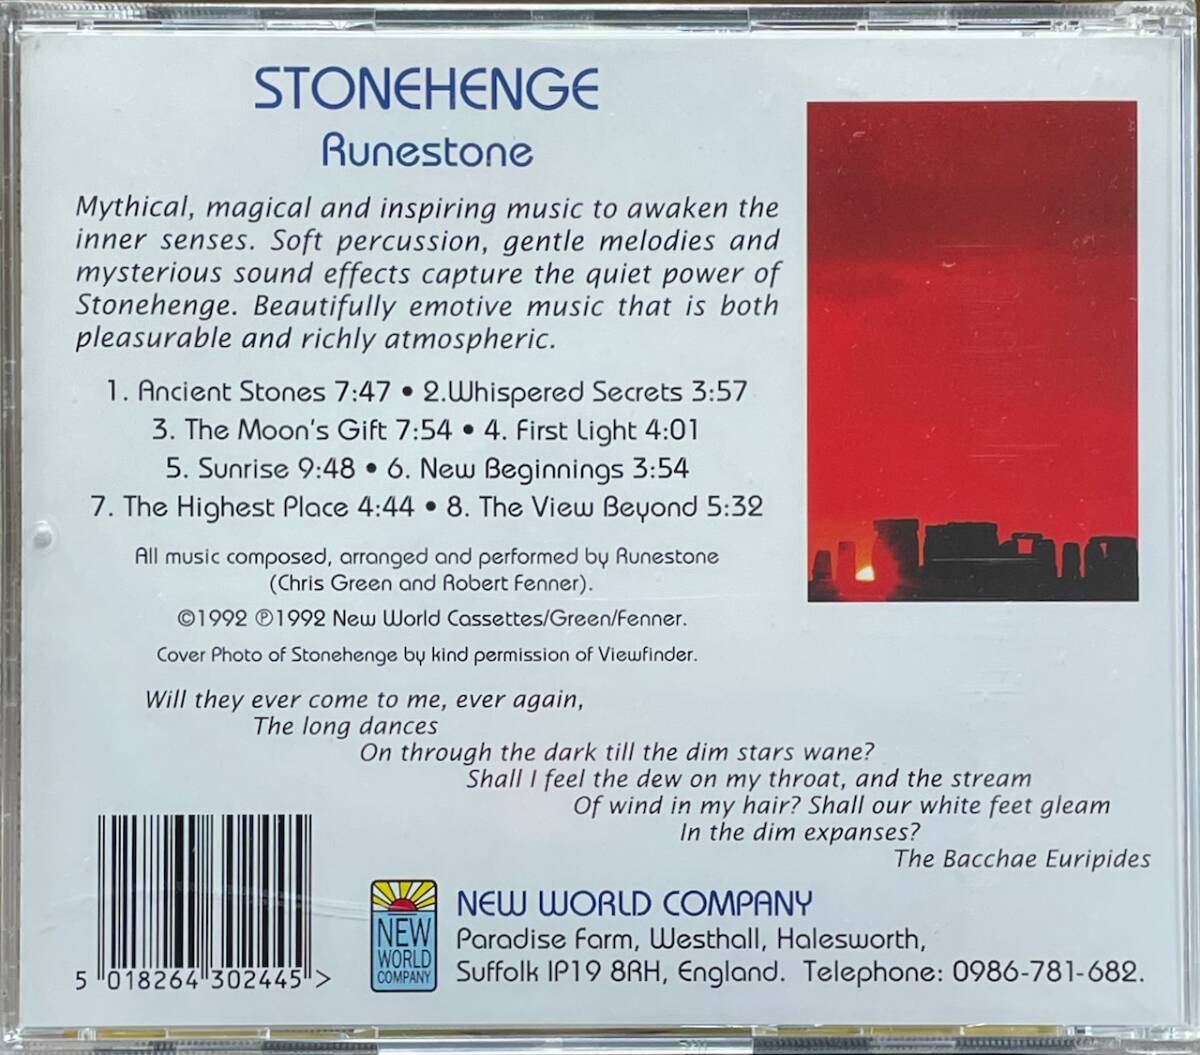 STONEHENGE
Runestone
Mythical, magical and inspiring music to awaken the
inner senses. Soft percussion, gentle melodies and
mysterious sound effects capture the quiet power of
Stonehenge. Beautifully emotive music that is both
pleasurable and richly atmospheric.
1. Ancient Stones 7:47 • 2.Whispered Secrets 3:57
3. The Moon's Gift 7:54 • 4. First Light 4:01
5. Sunrise 9:48 • 6. New Beginnings 3:54
7. The Highest Place 4:44 • 8. The View Beyond 5:32
All music composed, arranged and performed by Runestone
(Chris Green and Robert Fenner).
©1992 ℗1992 New World Cassettes/Green/Fenner.
Cover Photo of Stonehenge by kind permission of Viewfinder.
Will they ever come to me, ever again,
The long dances
On through the dark till the dim stars wane?
Shall I feel the dew on my throat, and the stream
Of wind in my hair? Shall our white feet gleam
In the dim expanses?
The Bacchae Euripides
5 018264 302445 >
NEW
WORLD
COMPANY
NEW WORLD COMPANY
Paradise Farm, Westhall, Halesworth,
Suffolk IP19 8RH, England. Telephone: 0986-781-682.